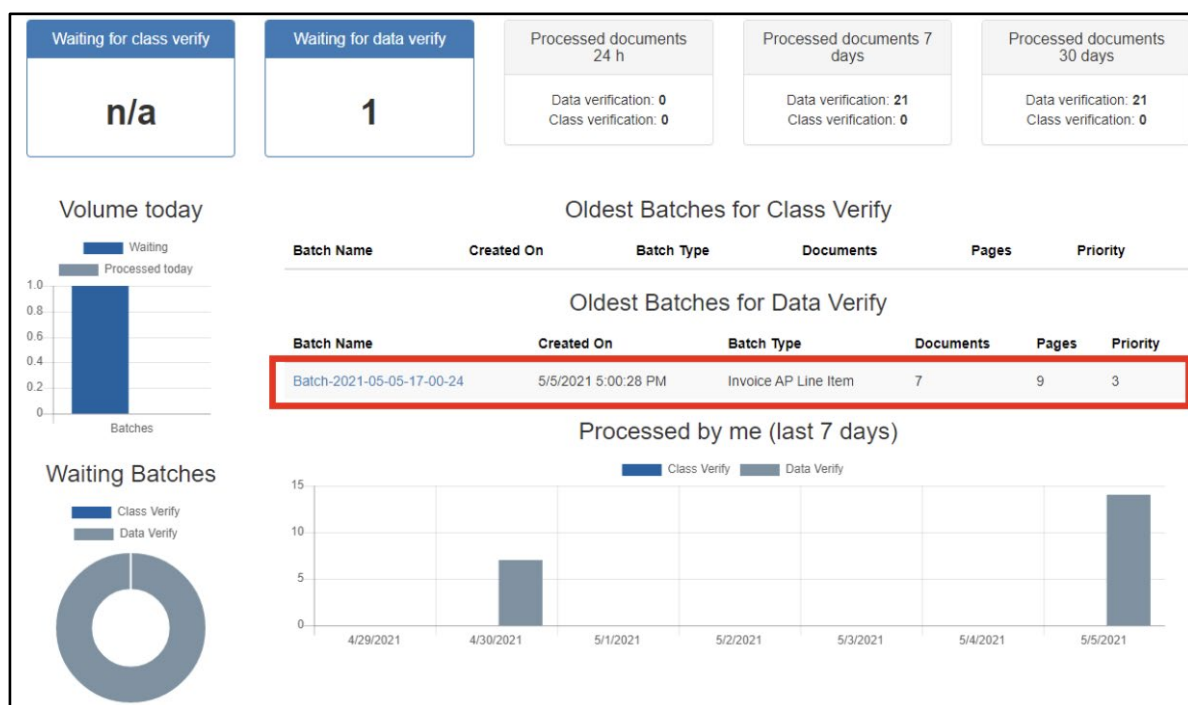 Waiting for class verify
n/a
Waiting for data verify
1
Processed documents
24 h
Data verification: 0
Class verification: 0
Processed documents 7
days
Data verification: 21
Class verification: 0
Processed documents
30 days
Data verification: 21
Class verification: 0
Volume today
Waiting
Processed today
1.0
0.8
0.6
0.4
0.2
0
Batches
Oldest Batches for Class Verify
Batch Name Created On Batch Type Documents Pages Priority
Oldest Batches for Data Verify
Batch Name Created On Batch Type Documents Pages Priority
Batch-2021-05-05-17-00-24 5/5/2021 5:00:28 PM Invoice AP Line Item 7 9 3
Waiting Batches
Class Verify
Data Verify
Processed by me (last 7 days)
Class Verify Data Verify
15
10
5
0
4/29/2021 4/30/2021 5/1/2021 5/2/2021 5/3/2021 5/4/2021 5/5/2021